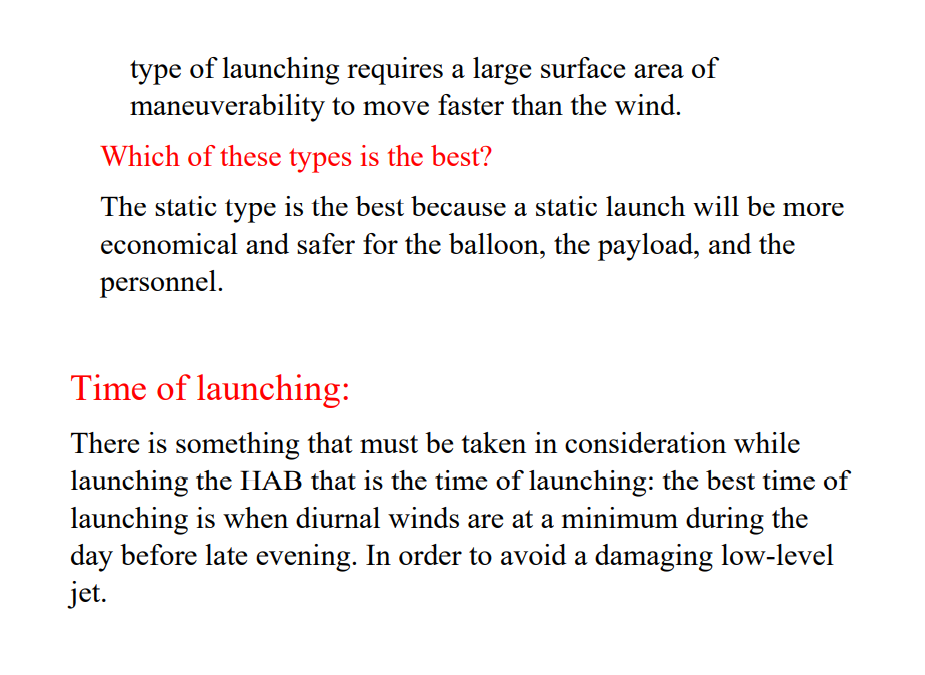 type of launching requires a large surface area of
maneuverability to move faster than the wind.
Which of these types is the best?
The static type is the best because a static launch will be more
economical and safer for the balloon, the payload, and the
personnel.
Time of launching:
There is something that must be taken in consideration while
launching the HAB that is the time of launching: the best time of
launching is when diurnal winds are at a minimum during the
day before late evening. In order to avoid a damaging low-level
jet.